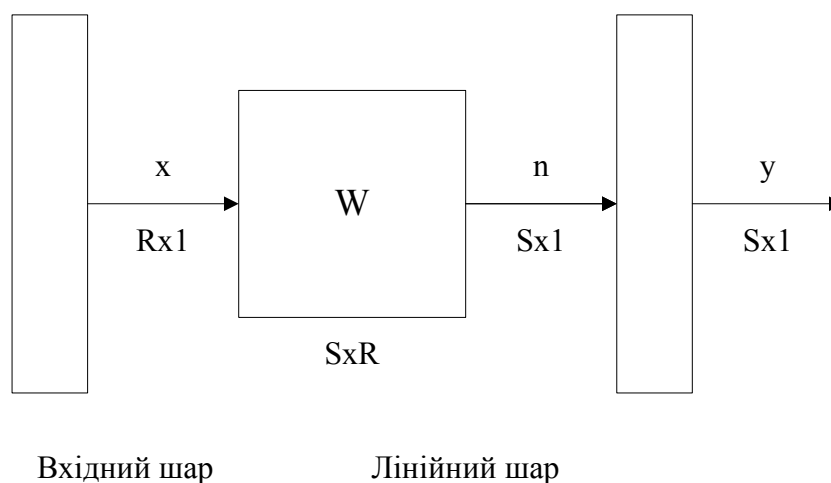 x n y
W
Rx1 Sx1 Sx1
SxR
Вхідний шар Лінійний шар